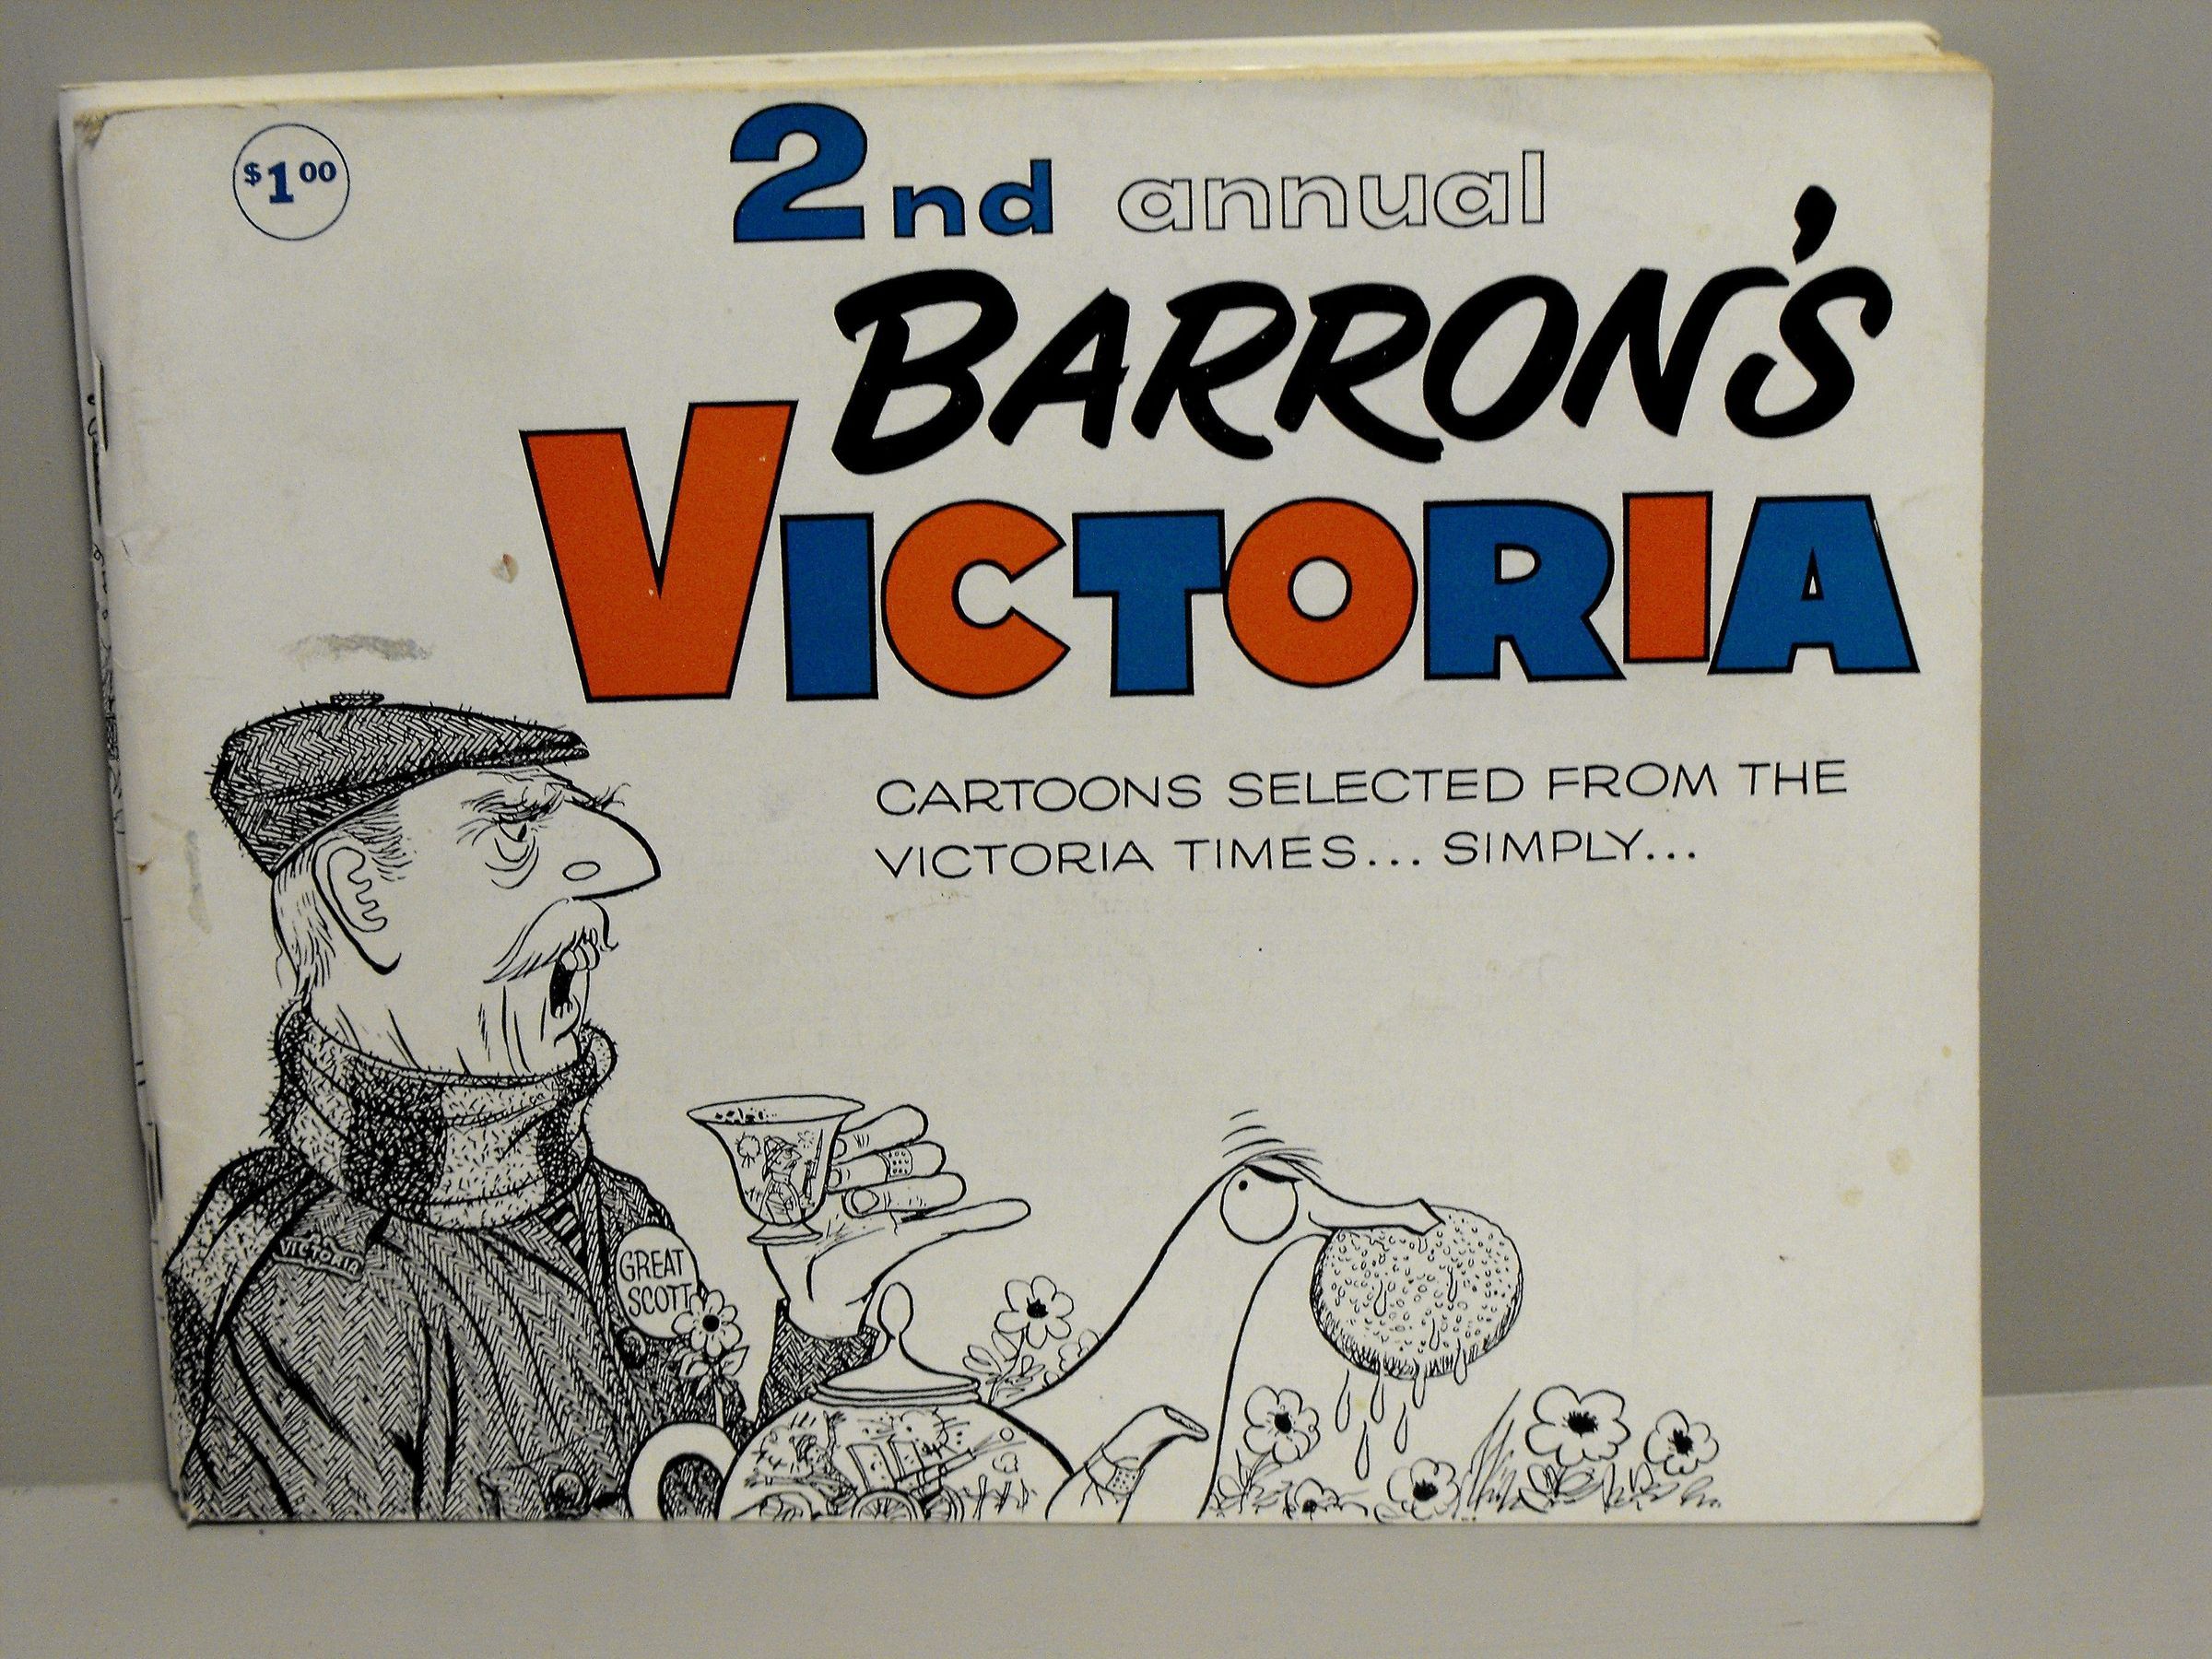 $1.00
2nd annual
BARRON'S
VICTORIA
CARTOONS SELECTED FROM THE
VICTORIA TIMES... SIMPLY...
VICTORIA
GREAT
SCOTT